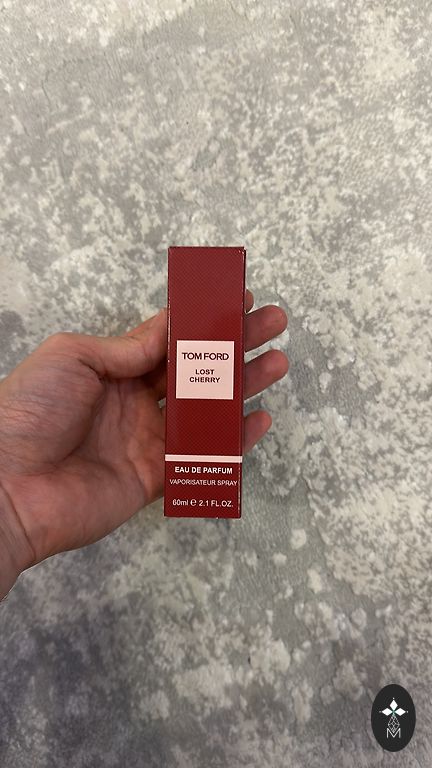 TOM FORD
LOST
CHERRY
EAU DE PARFUM
VAPORISATEUR SPRAY
60ml ℮ 2.1 FL.OZ.
M